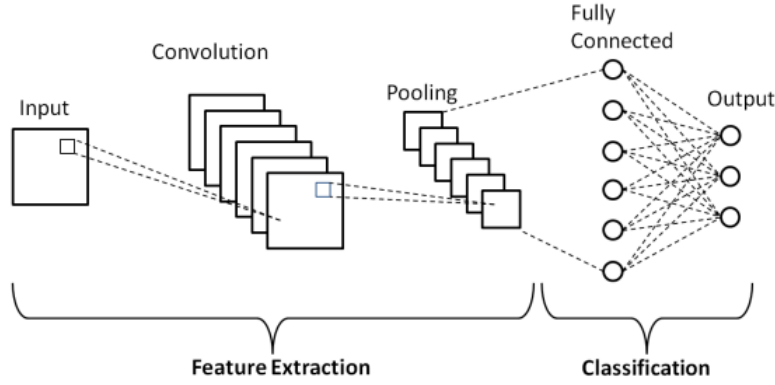 Input
Convolution
Pooling
Fully
Connected
Output
Feature Extraction
Classification